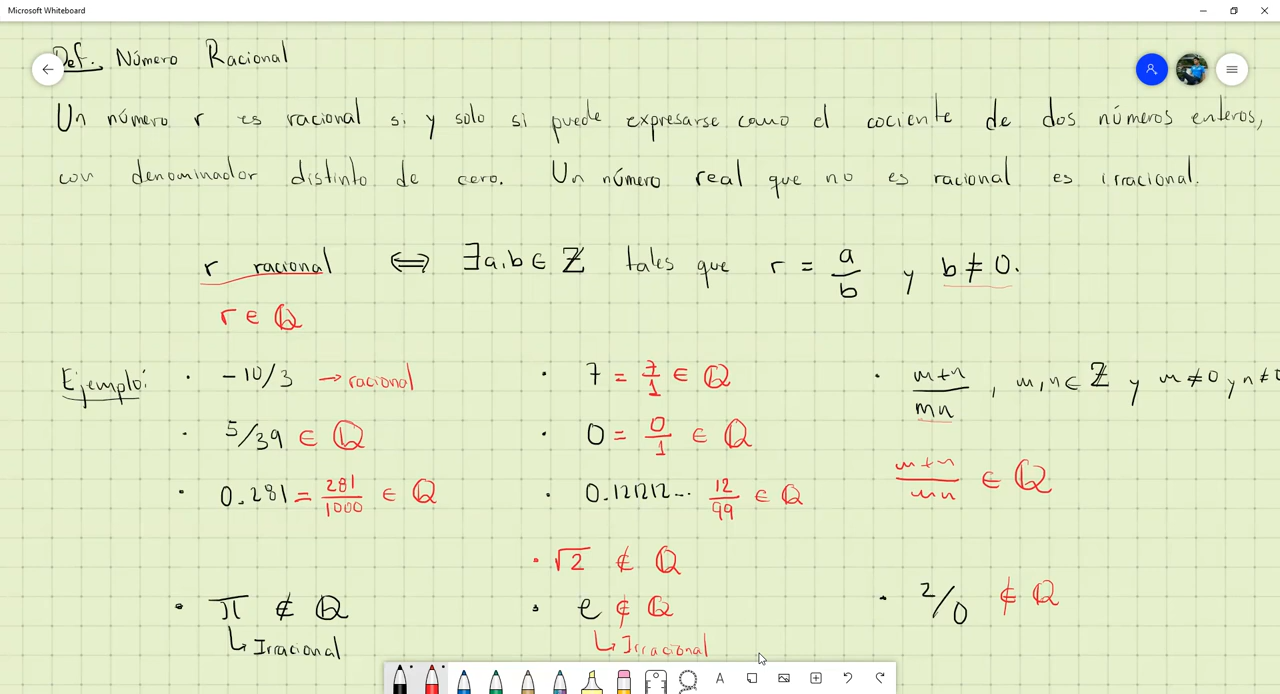 Microsoft Whiteboard
Def. Número Racional
Un número r es racional si y solo si puede expresarse como el cociente de dos números enteros,
con denominador distinto de cero. Un número real que no es racional es irracional.
r racional ⟺ ∃a,b ∈ ℤ tales que r = a/b y b ≠ 0.
r ∈ ℚ
Ejemplo:
· -10/3 → racional
· 5/39 ∈ ℚ
· 0.281 = 281/1000 ∈ ℚ
· π ∉ ℚ
↳ Irracional
· 7 = 7/1 ∈ ℚ
· 0 = 0/1 ∈ ℚ
· 0.121212... 12/99 ∈ ℚ
· √2 ∉ ℚ
· e ∉ ℚ
↳ Irracional
· m+n/mn , m,n ∈ ℤ y m≠0 y n≠0
m+n/mn ∈ ℚ
· 2/0 ∉ ℚ